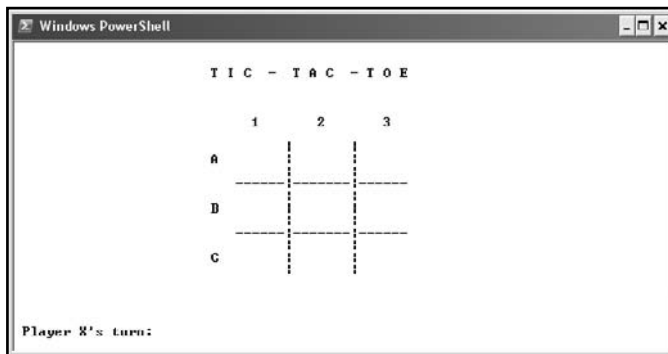 Windows PowerShell
T I C - T A C - T O E
1 2 3
A
B
C
Player X's turn: